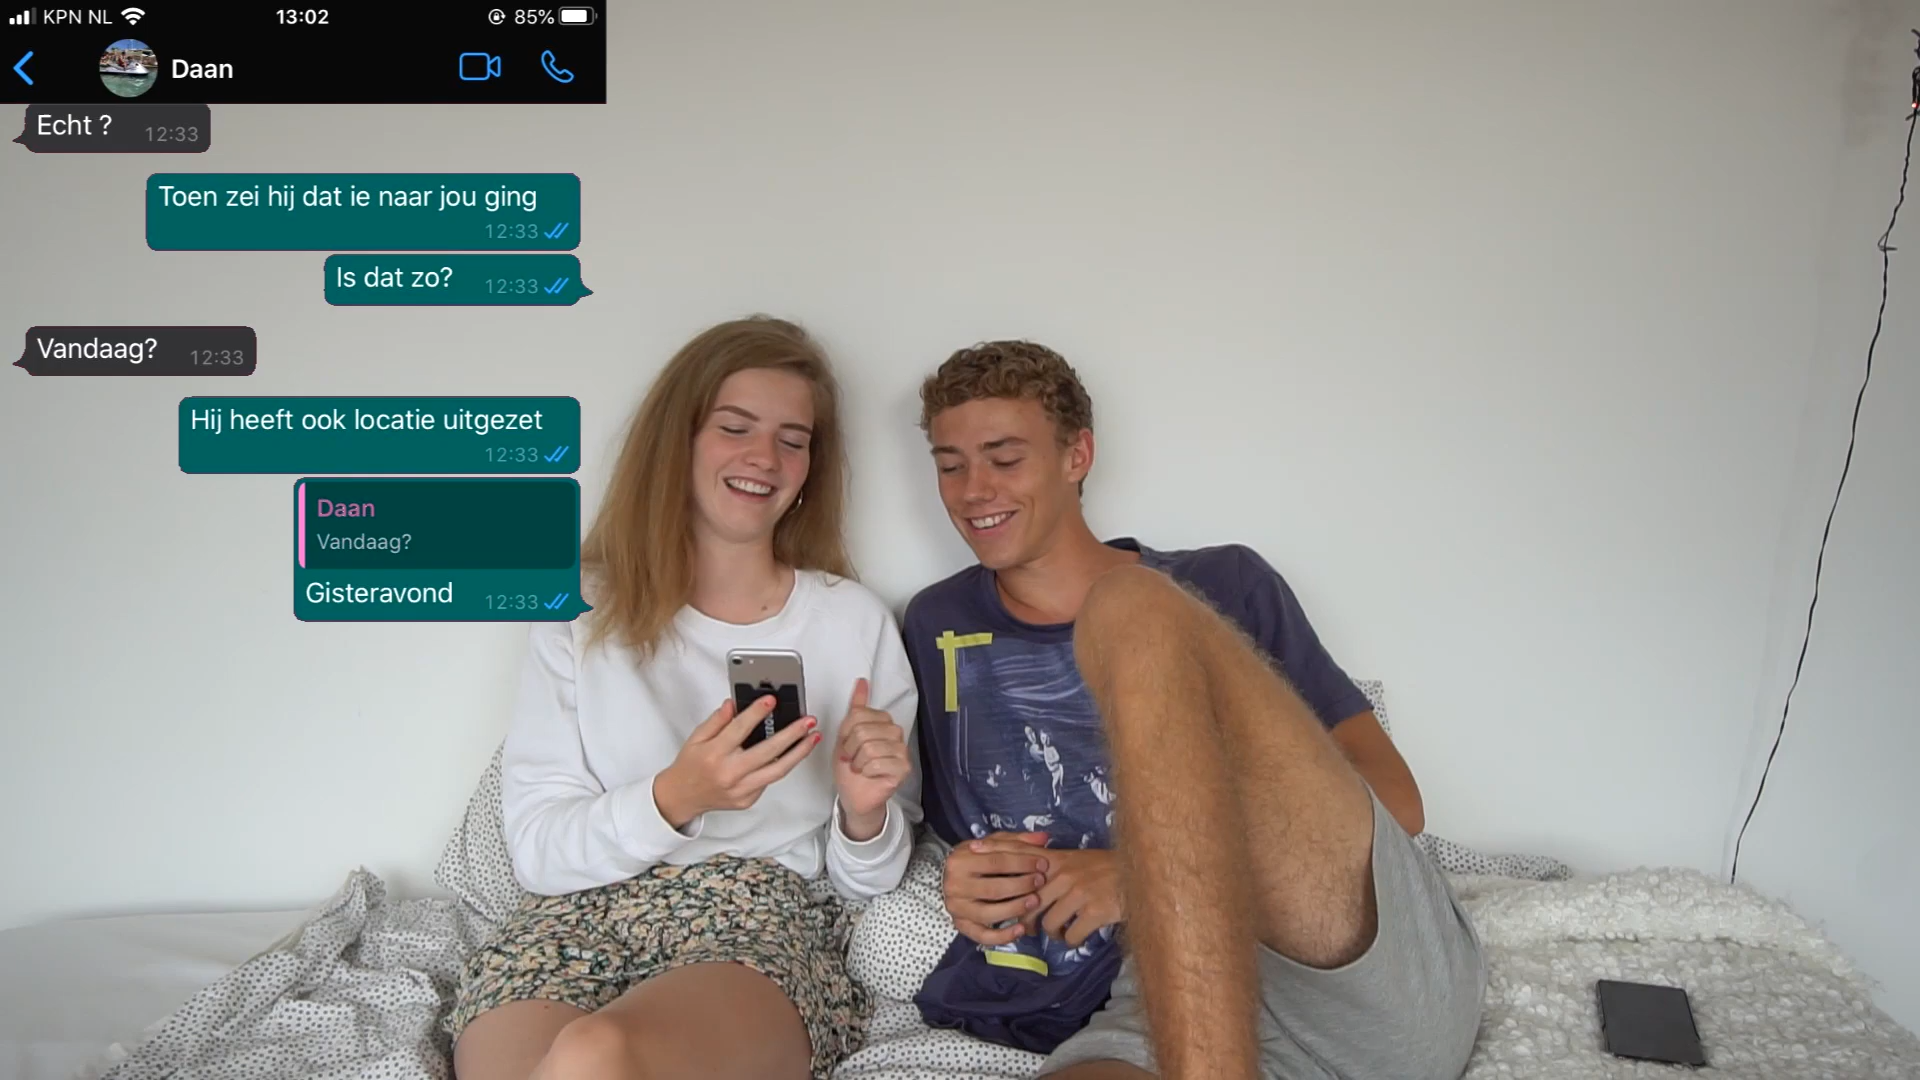 KPN NL 13:02 85%
Daan
Echt ? 12:33
Toen zei hij dat ie naar jou ging
12:33
Is dat zo? 12:33
Vandaag? 12:33
Hij heeft ook locatie uitgezet
12:33
Daan
Vandaag?
Gisteravond 12:33